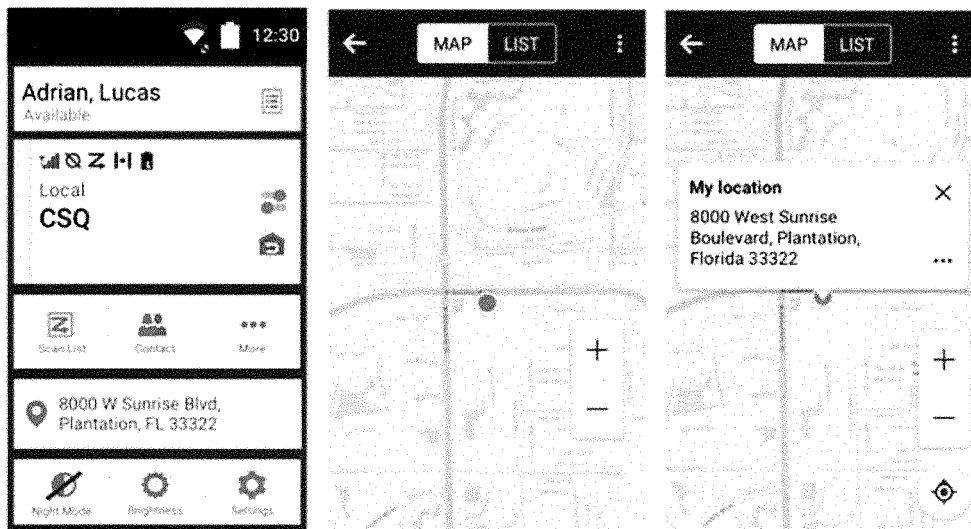 12:30
Adrian, Lucas
Available
Local
CSQ
Scan List
Contact
More
8000 W Sunrise Blvd,
Plantation, FL 33322
Night Mode
Brightness
Settings
MAP
LIST
MAP
LIST
My location
8000 West Sunrise
Boulevard, Plantation,
Florida 33322